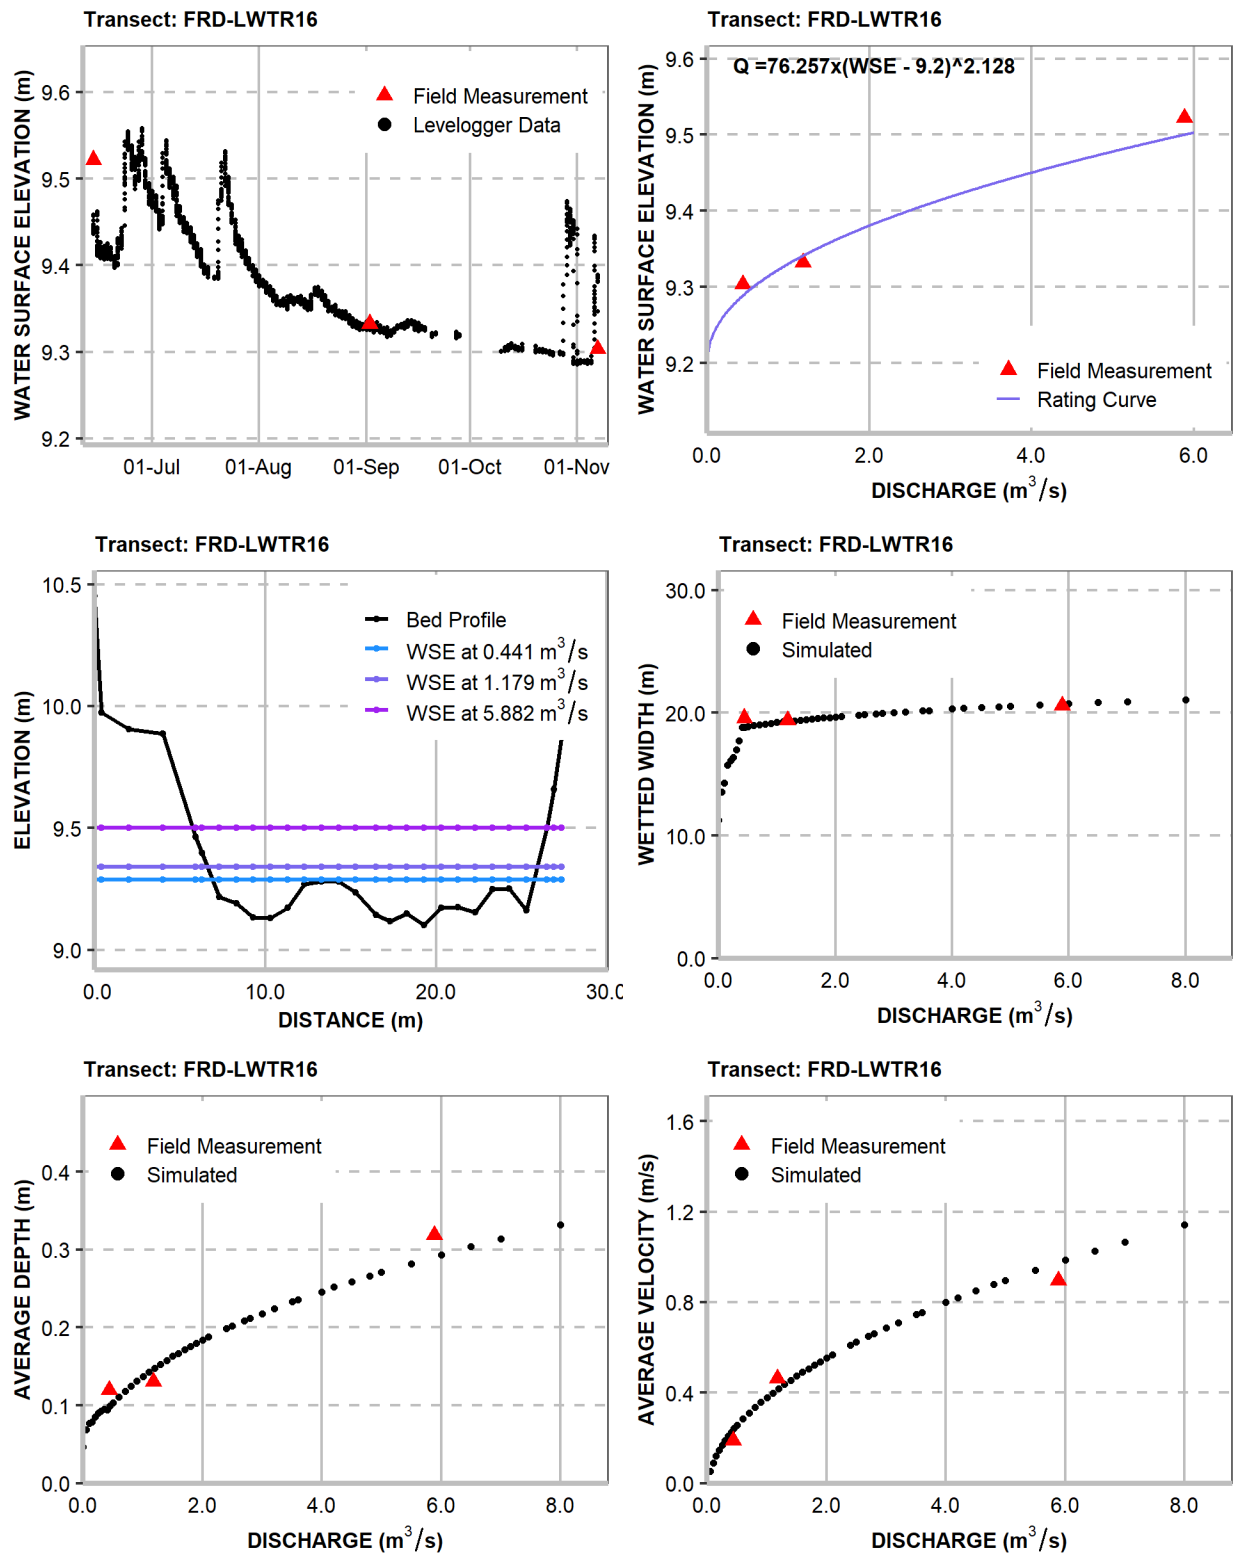 Transect: FRD-LWTR16
WATER SURFACE ELEVATION (m)
9.6
9.5
9.4
9.3
9.2
Field Measurement
Levelogger Data
01-Jul 01-Aug 01-Sep 01-Oct 01-Nov
Transect: FRD-LWTR16
WATER SURFACE ELEVATION (m)
Q =76.257x(WSE - 9.2)^2.128
9.6
9.5
9.4
9.3
9.2
Field Measurement
Rating Curve
0.0 2.0 4.0 6.0
DISCHARGE (m³/s)
Transect: FRD-LWTR16
ELEVATION (m)
10.5
10.0
9.5
9.0
Bed Profile
WSE at 0.441 m³/s
WSE at 1.179 m³/s
WSE at 5.882 m³/s
0.0 10.0 20.0 30.0
DISTANCE (m)
Transect: FRD-LWTR16
WETTED WIDTH (m)
30.0
20.0
10.0
0.0
Field Measurement
Simulated
0.0 2.0 4.0 6.0 8.0
DISCHARGE (m³/s)
Transect: FRD-LWTR16
AVERAGE DEPTH (m)
0.4
0.3
0.2
0.1
0.0
Field Measurement
Simulated
0.0 2.0 4.0 6.0 8.0
DISCHARGE (m³/s)
Transect: FRD-LWTR16
AVERAGE VELOCITY (m/s)
1.6
1.2
0.8
0.4
0.0
Field Measurement
Simulated
0.0 2.0 4.0 6.0 8.0
DISCHARGE (m³/s)